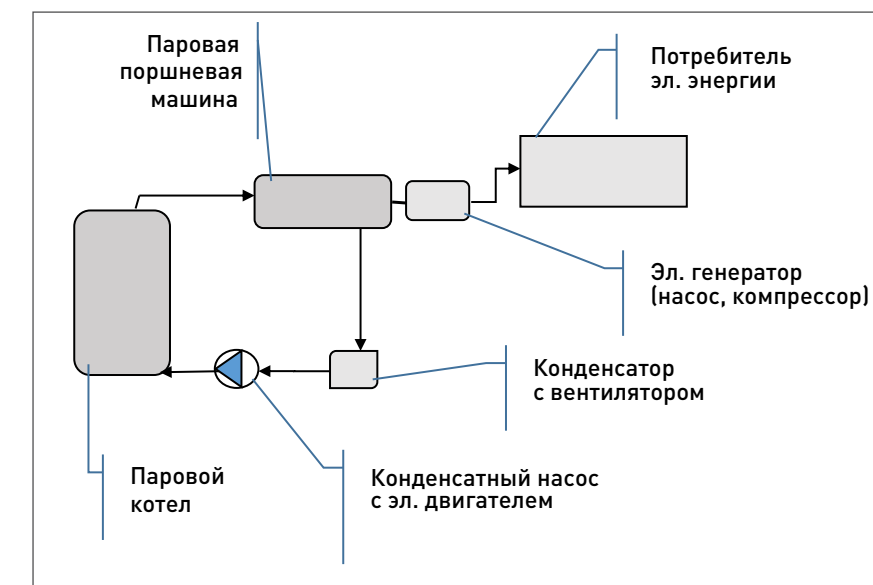 Паровая
поршневая
машина
Потребитель
эл. энергии
Эл. генератор
(насос, компрессор)
Конденсатор
с вентилятором
Паровой
котел
Конденсатный насос
с эл. двигателем